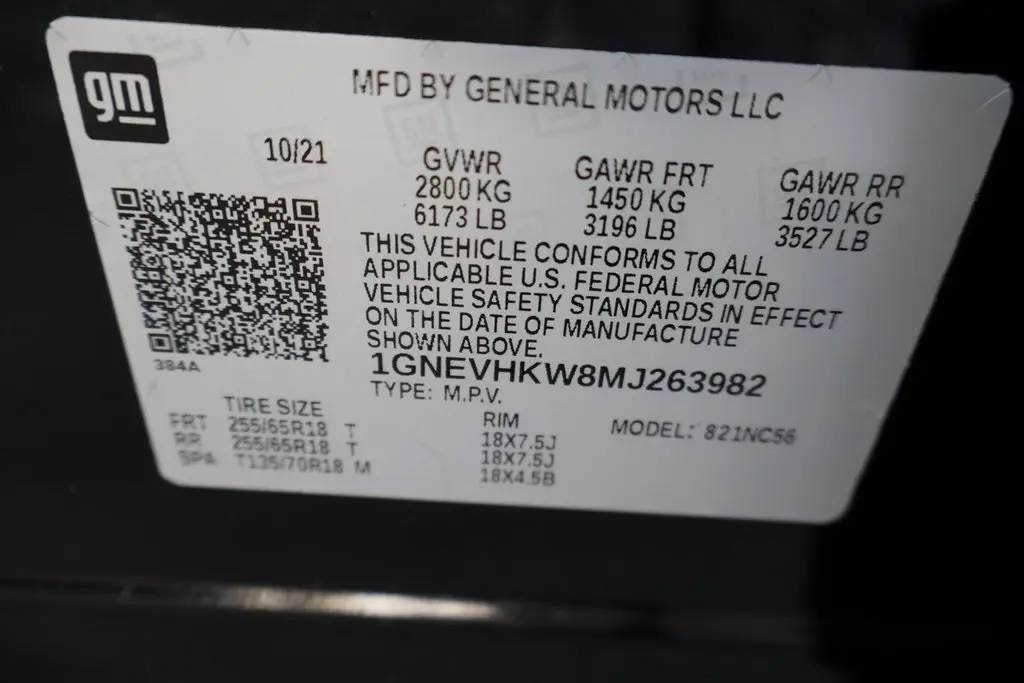 gm
MFD BY GENERAL MOTORS LLC
10/21
GVWR GAWR FRT GAWR RR
2800 KG 1450 KG 1600 KG
6173 LB 3196 LB 3527 LB
THIS VEHICLE CONFORMS TO ALL
APPLICABLE U.S. FEDERAL MOTOR
VEHICLE SAFETY STANDARDS IN EFFECT
ON THE DATE OF MANUFACTURE
SHOWN ABOVE.
1GNEVHKW8MJ263982
TYPE: M.P.V.
384A
TIRE SIZE RIM MODEL: 821NC56
FRT 255/65R18 T 18X7.5J
RR 255/65R18 T 18X7.5J
SPA T135/70R18 M 18X4.5B